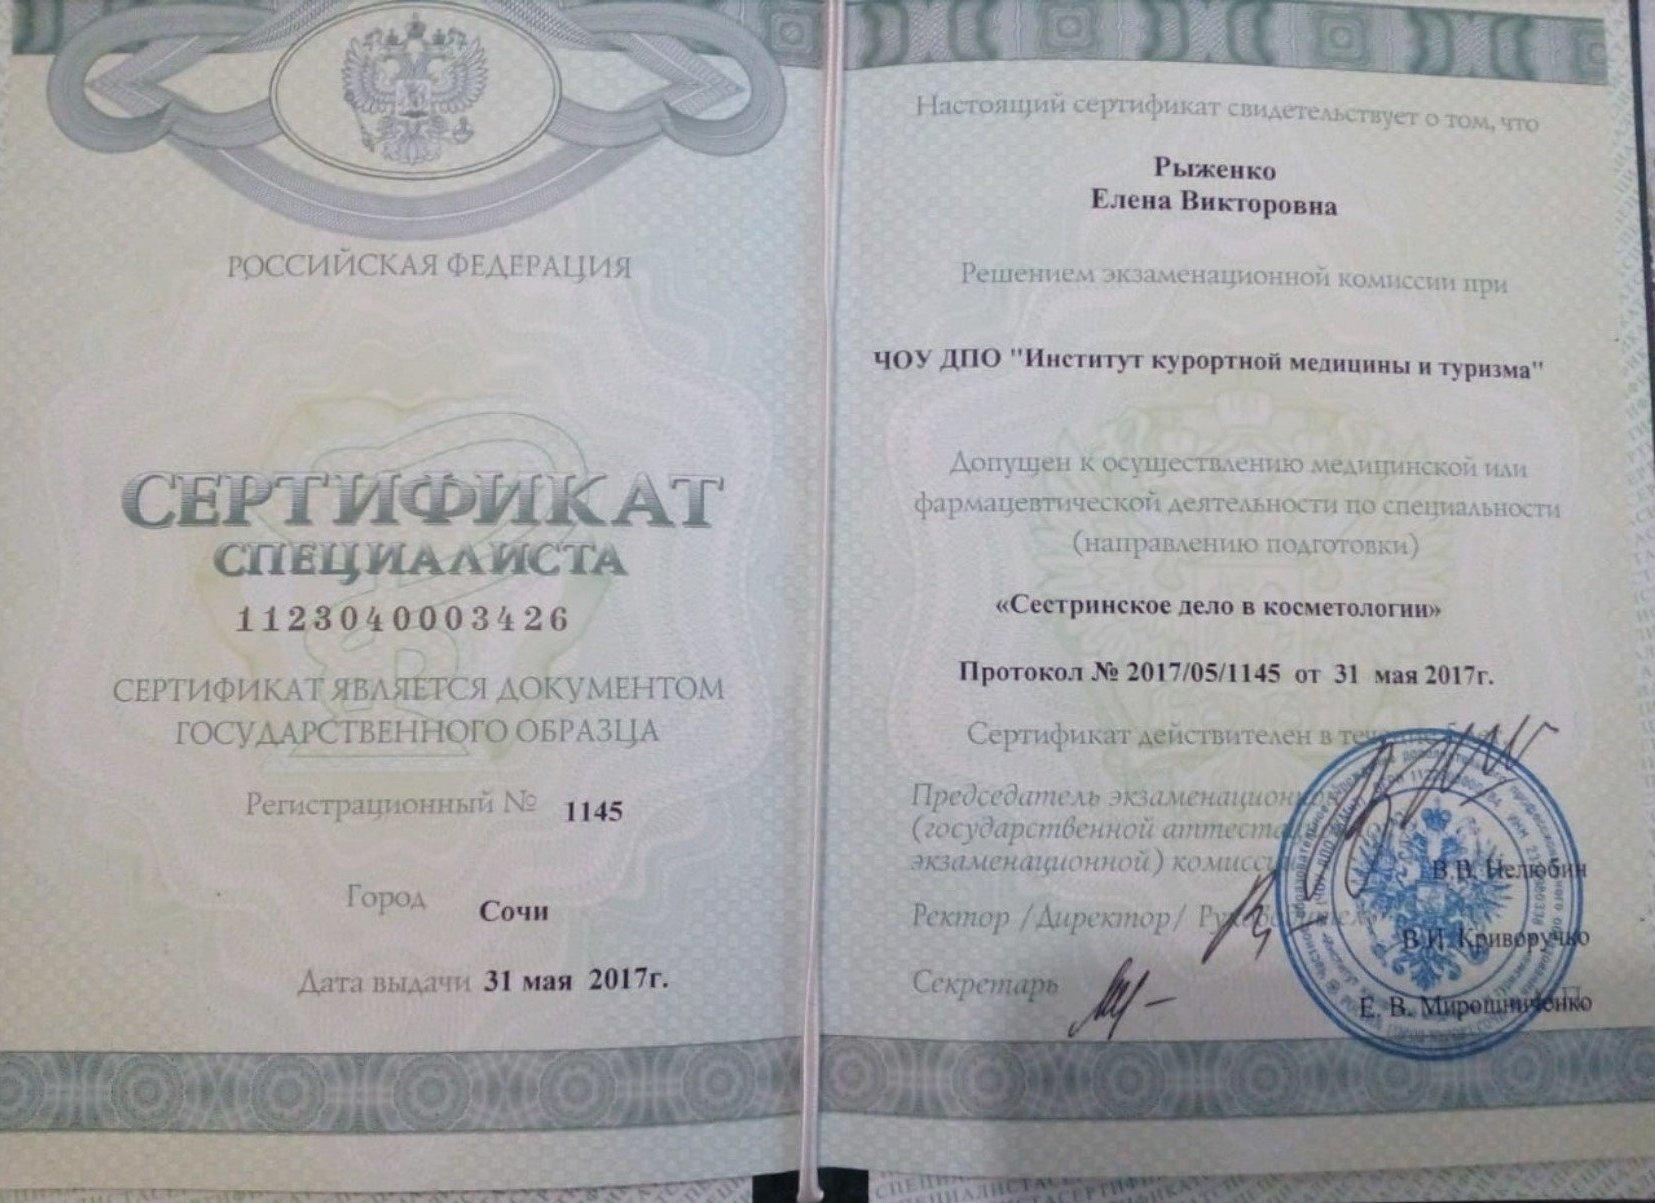 РОССИЙСКАЯ ФЕДЕРАЦИЯ
СЕРТИФИКАТ
СПЕЦИАЛИСТА
1123040003426
СЕРТИФИКАТ ЯВЛЯЕТСЯ ДОКУМЕНТОМ
ГОСУДАРСТВЕННОГО ОБРАЗЦА
Регистрационный № 1145
Город Сочи
Дата выдачи 31 мая 2017г.
Настоящий сертификат свидетельствует о том, что
Рыженко
Елена Викторовна
Решением экзаменационной комиссии при
ЧОУ ДПО "Институт курортной медицины и туризма"
Допущен к осуществлению медицинской или
фармацевтической деятельности по специальности
(направлению подготовки)
«Сестринское дело в косметологии»
Протокол № 2017/05/1145 от 31 мая 2017г.
Сертификат действителен в
Председатель
(государственной
экзаменационной) комиссии
В.В. Нелюбин
Ректор /Директор/ Руководитель
В.И. Криворучко
Секретарь
Е. В. Мирошниченко